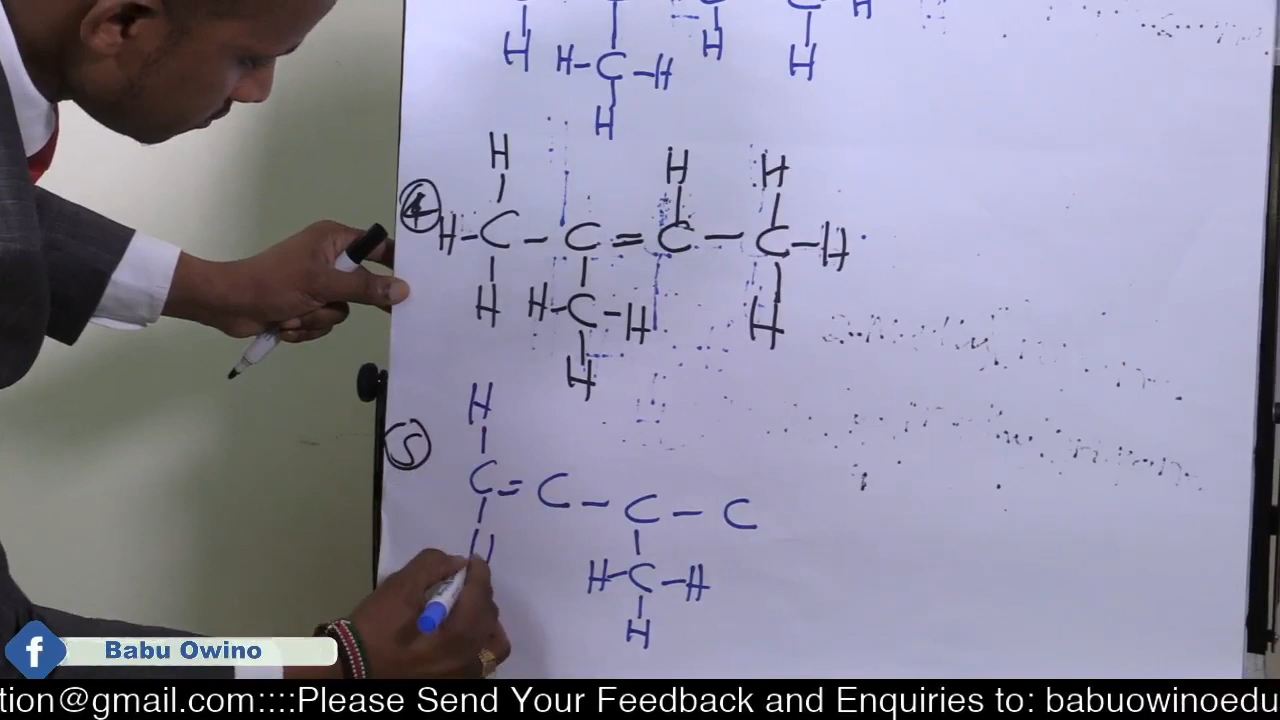 C C C C H
H H-C-H H H
H
H H H
4 H-C-C=C-C-H
H H-C-H H
H
H
5
C=C-C-C
H H-C-H
H
f Babu Owino
tion@gmail.com::::Please Send Your Feedback and Enquiries to: babuowinoedu